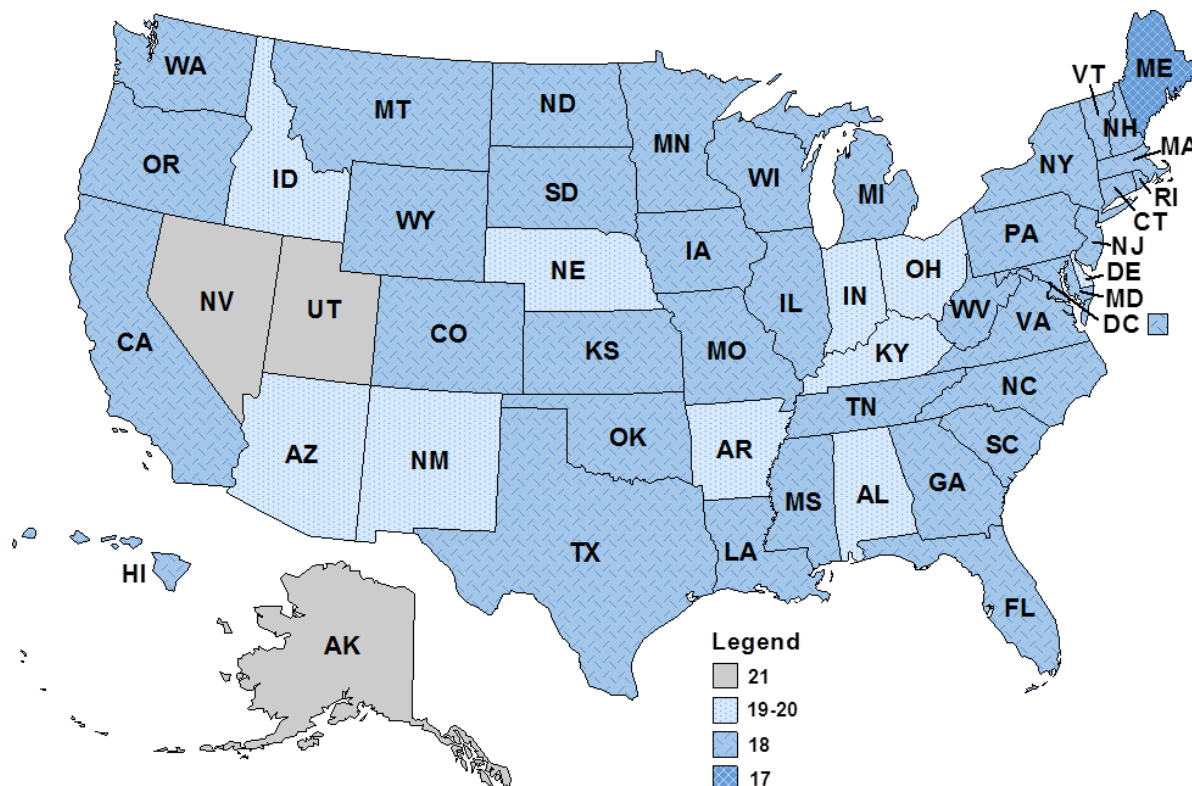 WA
MT
ND
MN
VT
ME
NH
MA
OR
ID
SD
WI
MI
NY
RI
CT
WY
IA
PA
NJ
NE
OH
DE
NV
UT
IL
IN
WV
MD
CA
CO
KS
MO
KY
VA
DC
NC
TN
AZ
NM
OK
AR
SC
MS
AL
GA
TX
LA
HI
FL
AK
Legend
21
19-20
18
17